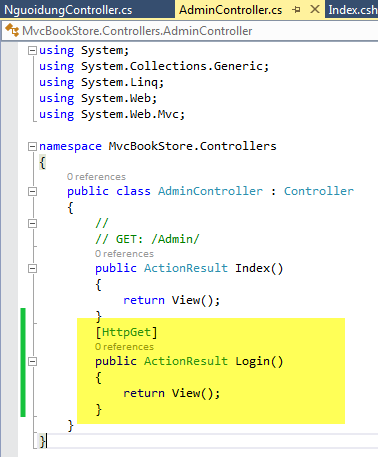 NguoidungController.cs AdminController.cs Index.csh
MvcBookStore.Controllers.AdminController
using System;
using System.Collections.Generic;
using System.Linq;
using System.Web;
using System.Web.Mvc;
namespace MvcBookStore.Controllers
{
0 references
public class AdminController : Controller
{
//
// GET: /Admin/
0 references
public ActionResult Index()
{
return View();
}
[HttpGet]
0 references
public ActionResult Login()
{
return View();
}
}
}